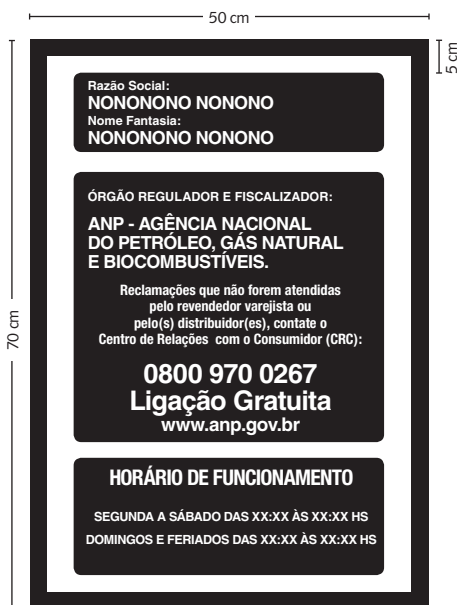 50 cm
5 cm
70 cm
Razão Social:
NONONONO NONONO
Nome Fantasia:
NONONONO NONONO
ÓRGÃO REGULADOR E FISCALIZADOR:
ANP - AGÊNCIA NACIONAL
DO PETRÓLEO, GÁS NATURAL
E BIOCOMBUSTÍVEIS.
Reclamações que não forem atendidas
pelo revendedor varejista ou
pelo(s) distribuidor(es), contate o
Centro de Relações com o Consumidor (CRC):
0800 970 0267
Ligação Gratuita
www.anp.gov.br
HORÁRIO DE FUNCIONAMENTO
SEGUNDA A SÁBADO DAS XX:XX ÀS XX:XX HS
DOMINGOS E FERIADOS DAS XX:XX ÀS XX:XX HS